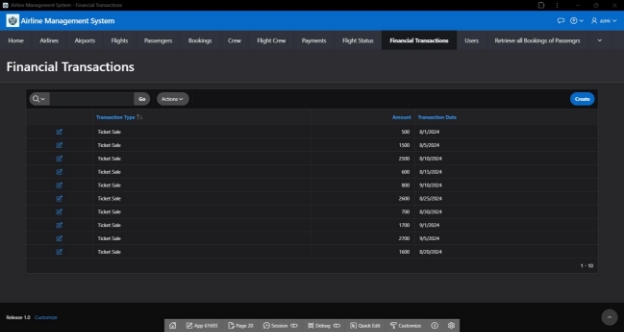 Airline Management System - Financial Transactions
Airline Management System
Home Airlines Airports Flights Passengers Bookings Crew Flight Crew Payments Flight Status Financial Transactions Users Retrieve all Bookings of Passengrs
Financial Transactions
Go Actions Create
Transaction Type Amount Transaction Date
Ticket Sale 500 8/1/2024
Ticket Sale 1500 8/5/2024
Ticket Sale 2500 8/10/2024
Ticket Sale 600 8/15/2024
Ticket Sale 800 9/10/2024
Ticket Sale 2600 8/25/2024
Ticket Sale 700 8/30/2024
Ticket Sale 1700 9/1/2024
Ticket Sale 2700 9/5/2024
Ticket Sale 1600 8/20/2024
1 - 10
Release 1.0 Customize
Page 20 Session Debug Quick Edit Customize